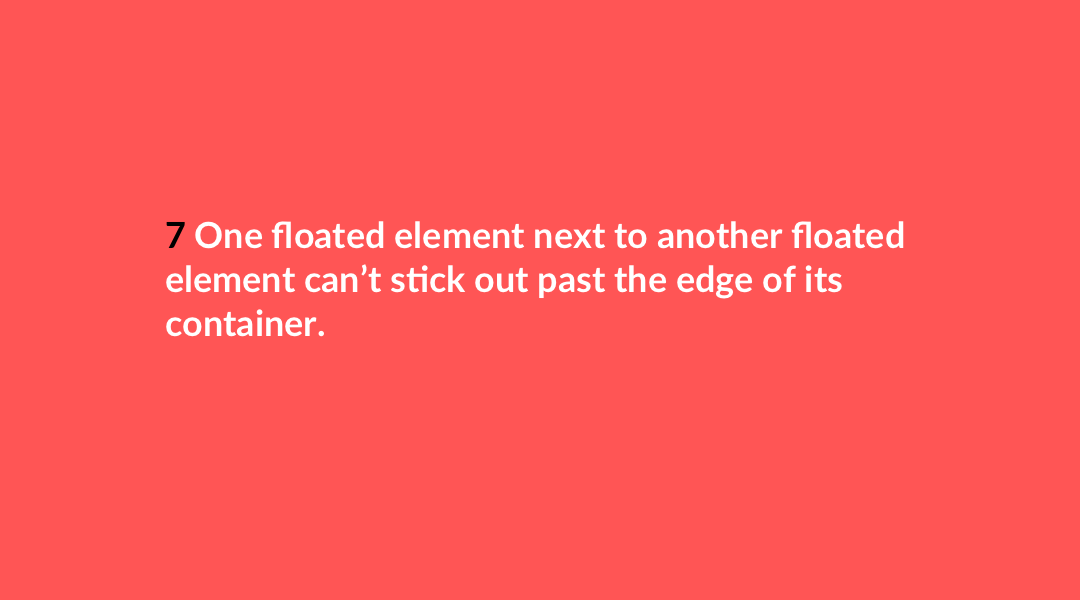 7 One floated element next to another floated
element can’t stick out past the edge of its
container.